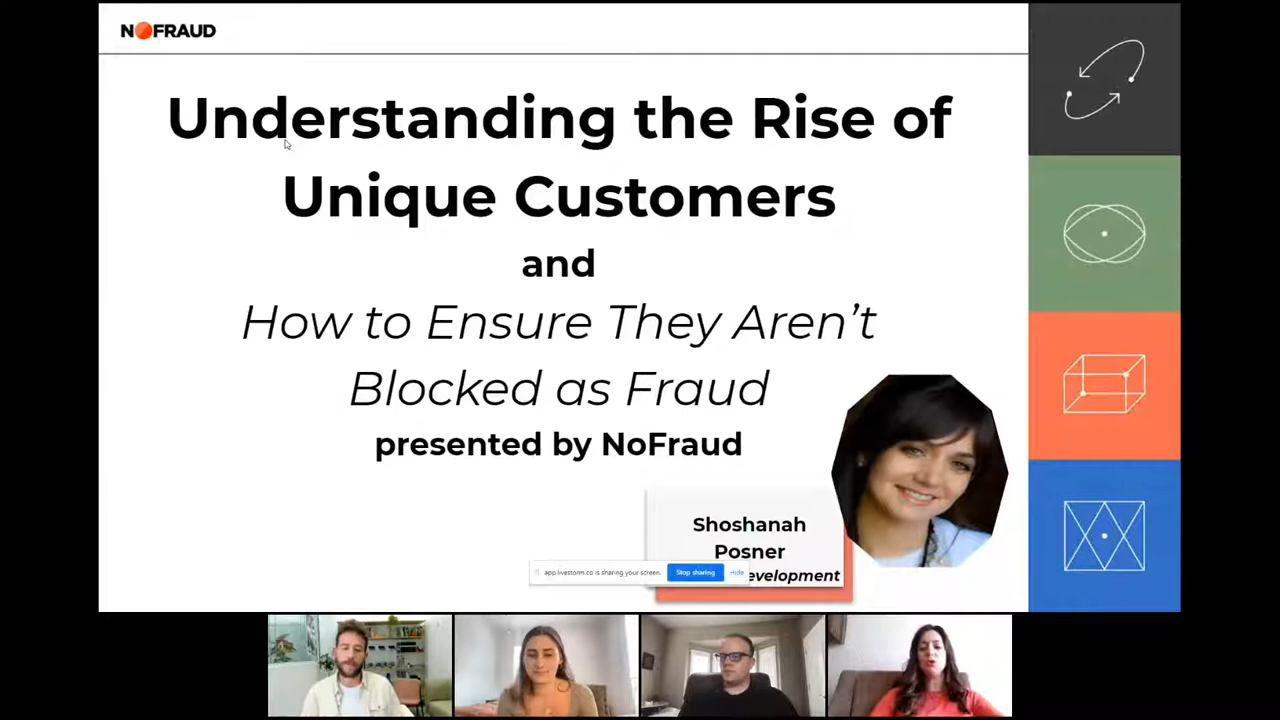 NOFRAUD
Understanding the Rise of
Unique Customers
and
How to Ensure They Aren’t
Blocked as Fraud
presented by NoFraud
Shoshanah
Posner
evelopment
app.livestorm.co is sharing your screen.
Stop sharing
Hide